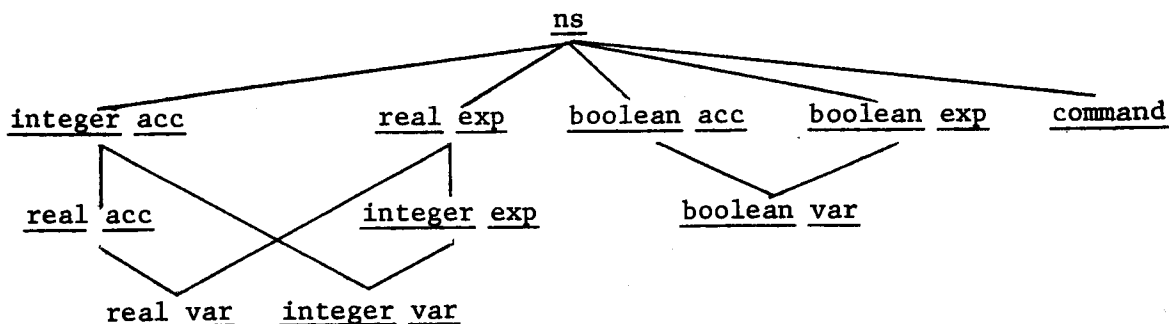 ns
integer acc real exp boolean acc boolean exp command
real acc integer exp boolean var
real var integer var